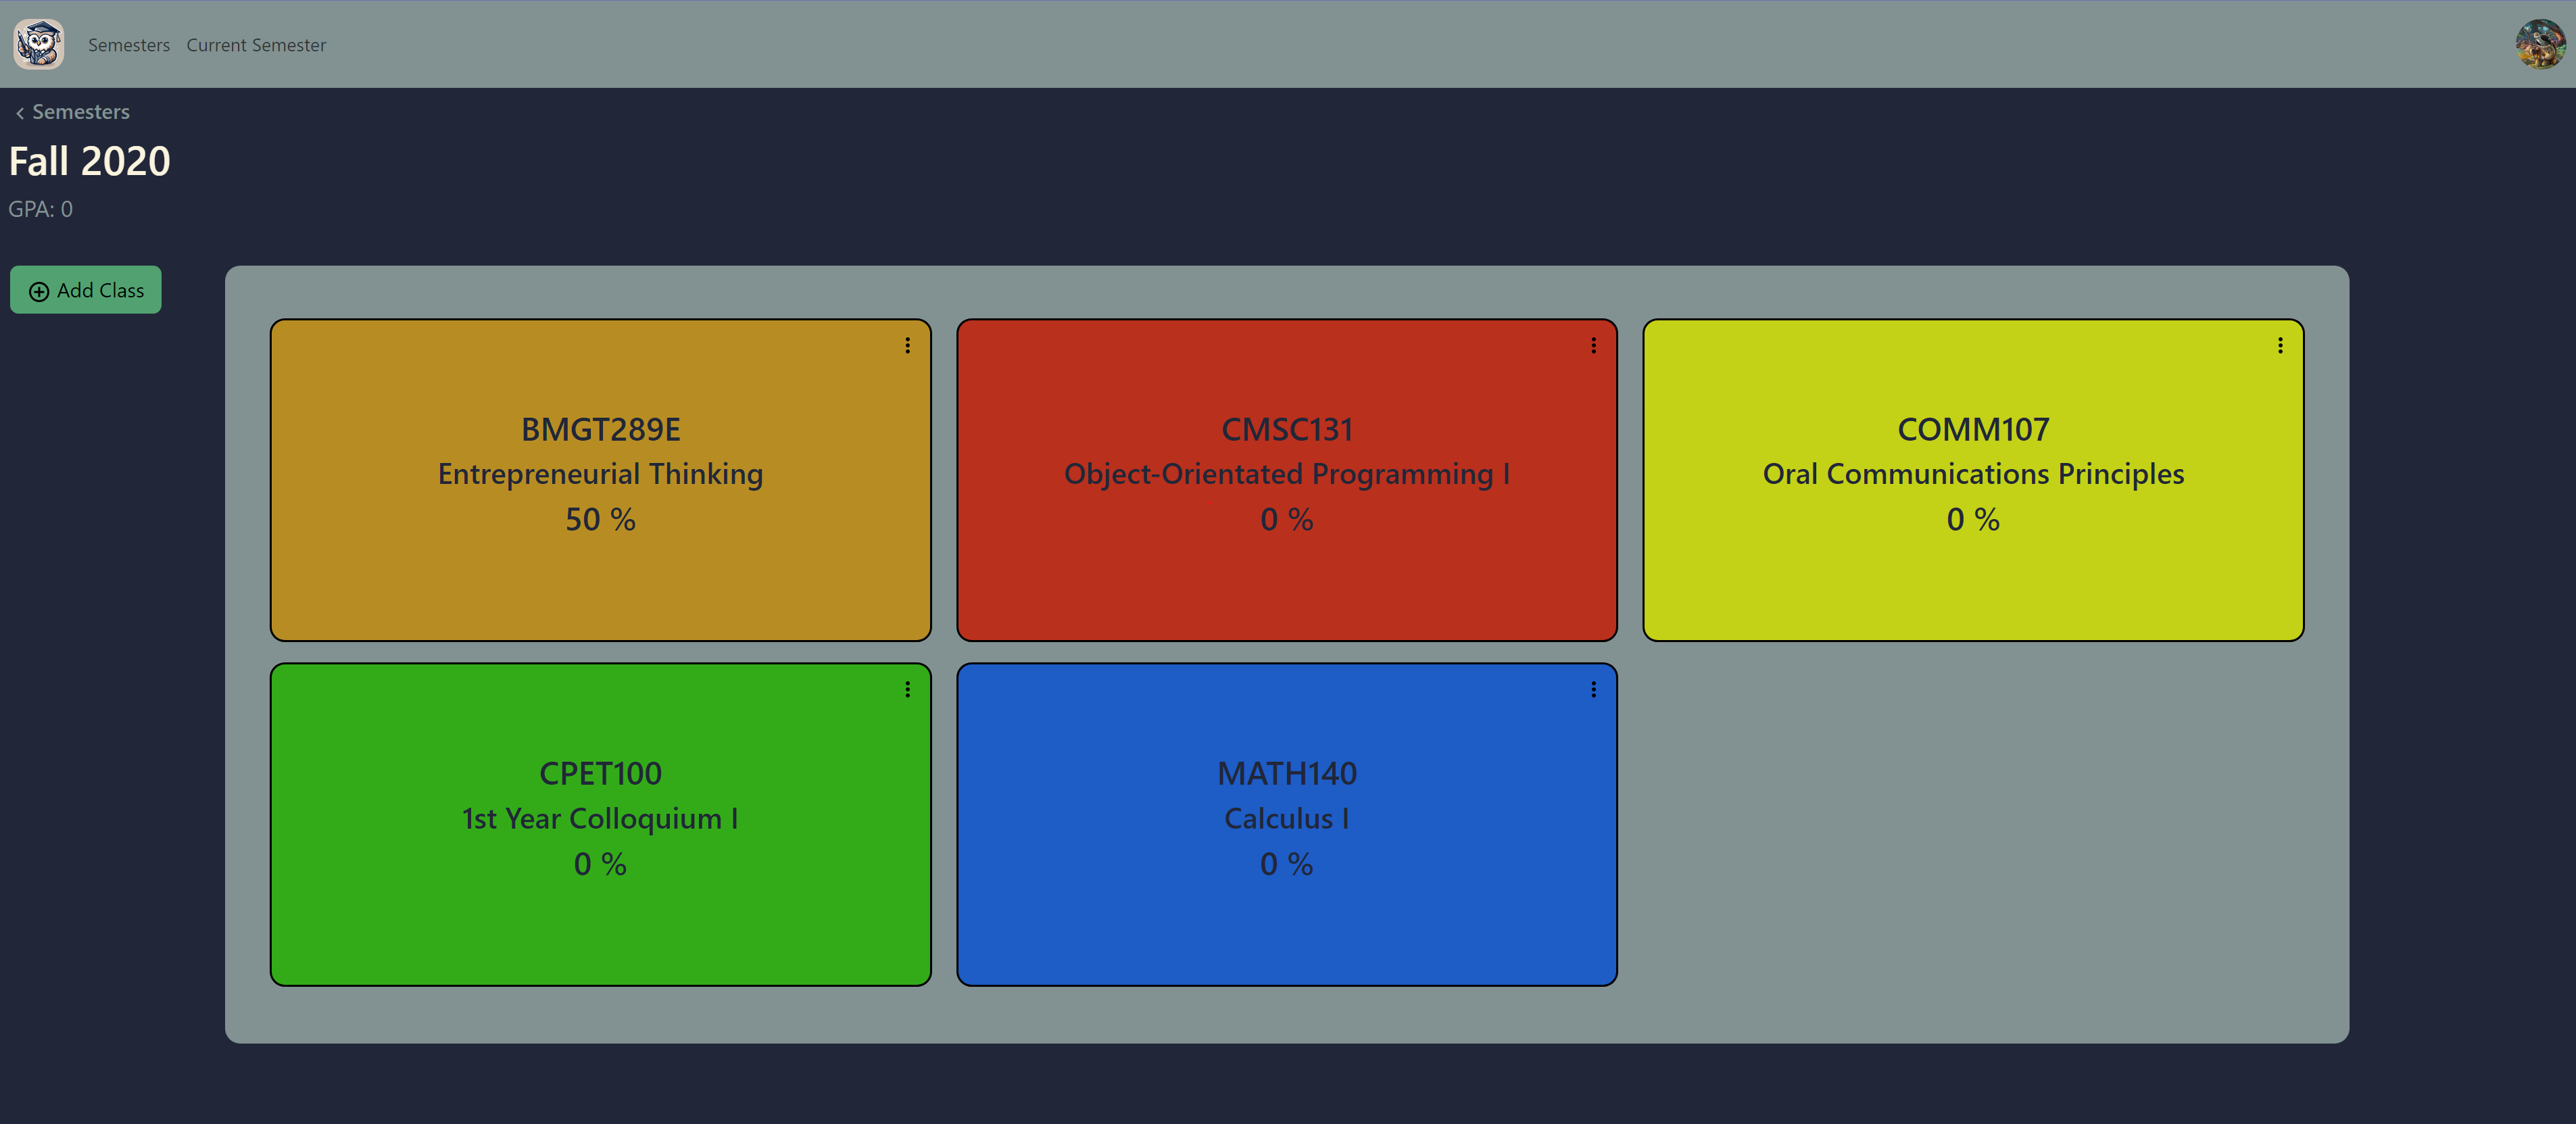 Semesters Current Semester
Semesters
Fall 2020
GPA: 0
Add Class
BMGT289E
Entrepreneurial Thinking
50 %
CMSC131
Object-Orientated Programming I
0 %
COMM107
Oral Communications Principles
0 %
CPET100
1st Year Colloquium I
0 %
MATH140
Calculus I
0 %